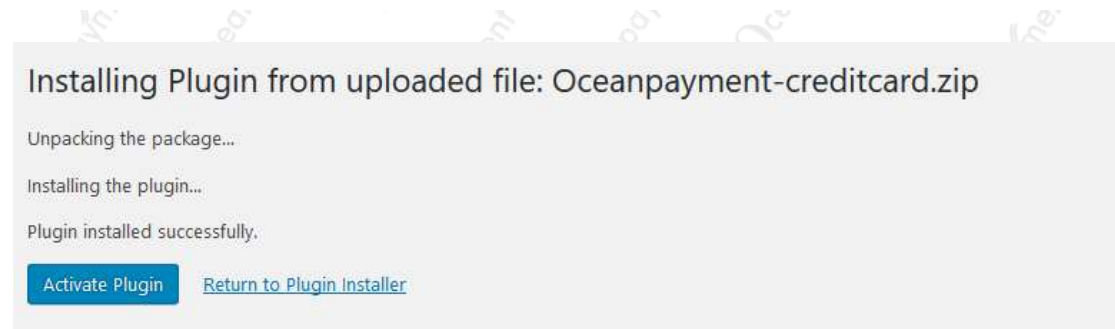 Installing Plugin from uploaded file: Oceanpayment-creditcard.zip
Unpacking the package...
Installing the plugin...
Plugin installed successfully.
Activate Plugin Return to Plugin Installer